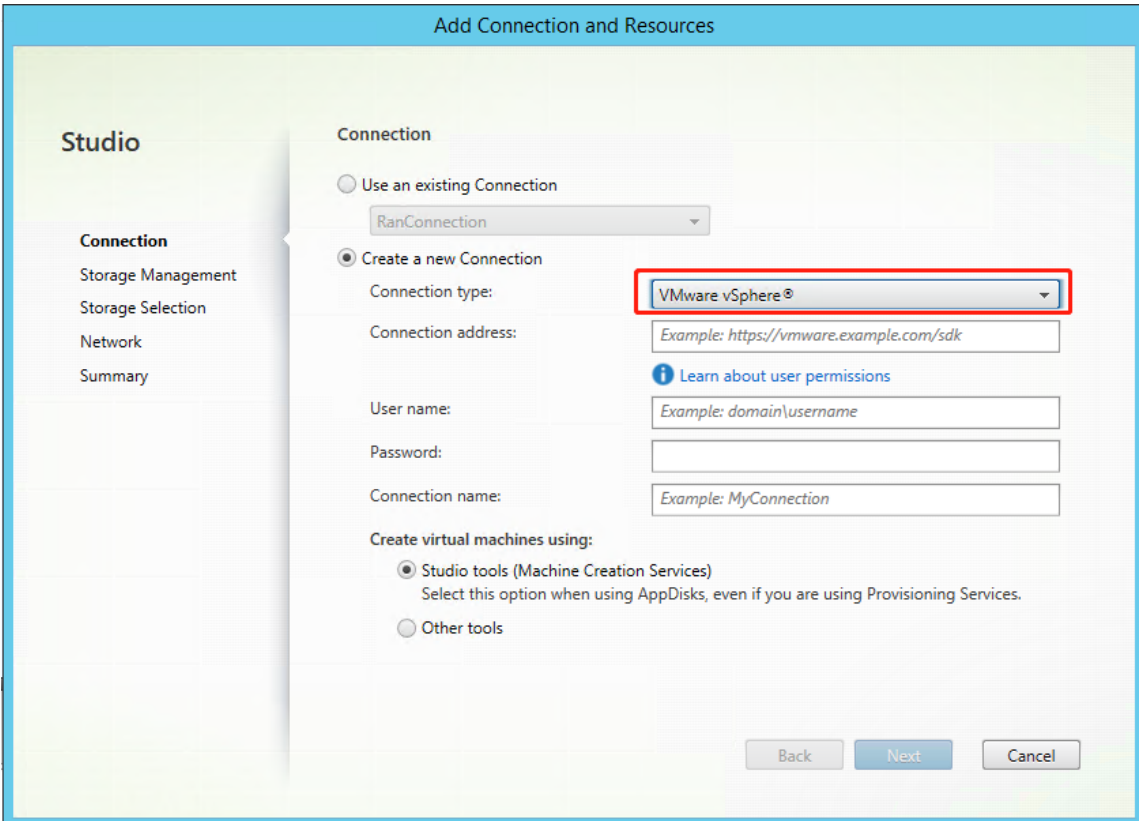 Add Connection and Resources
Studio
Connection
Storage Management
Storage Selection
Network
Summary
Connection
Use an existing Connection
RanConnection
Create a new Connection
Connection type:
VMware vSphere®
Connection address:
Example: https://vmware.example.com/sdk
Learn about user permissions
User name:
Example: domain\username
Password:
Connection name:
Example: MyConnection
Create virtual machines using:
Studio tools (Machine Creation Services)
Select this option when using AppDisks, even if you are using Provisioning Services.
Other tools
Back
Next
Cancel